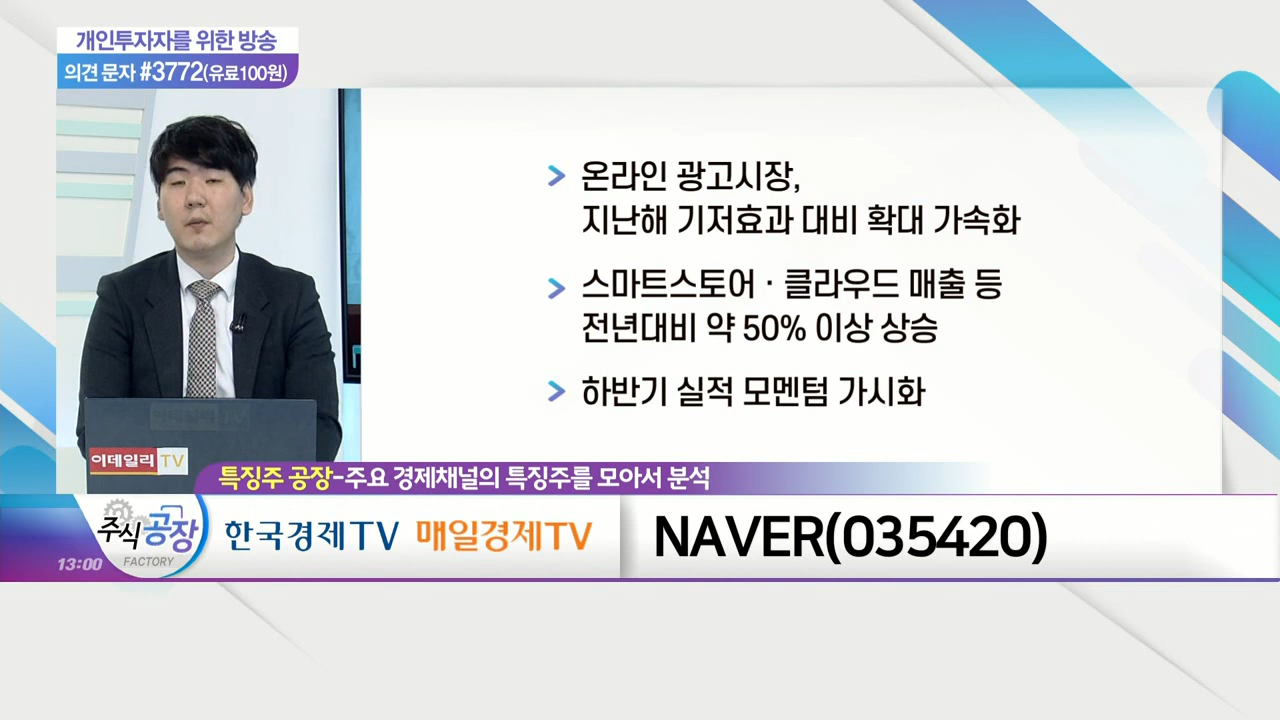 개인투자자를 위한 방송
의견 문자 #3772(유료100원)
온라인 광고시장,
지난해 기저효과 대비 확대 가속화
스마트스토어 · 클라우드 매출 등
전년대비 약 50% 이상 상승
하반기 실적 모멘텀 가시화
이데일리 TV
특징주 공장-주요 경제채널의 특징주를 모아서 분석
주식공장
FACTORY
13:00
한국경제TV 매일경제TV
NAVER(035420)